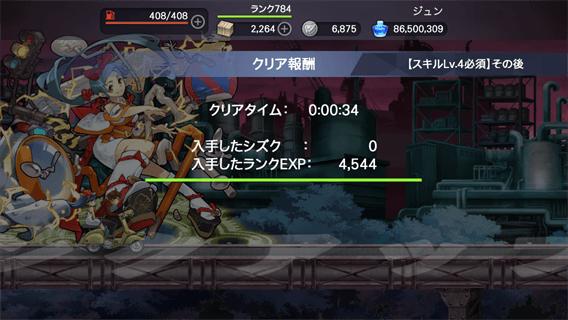 ランク784
ジュン
408/408
2,264
6,875
86,500,309
クリア報酬
【スキルLv.4必須】その後
クリアタイム： 0:00:34
入手したシズク ： 0
入手したランクEXP： 4,544